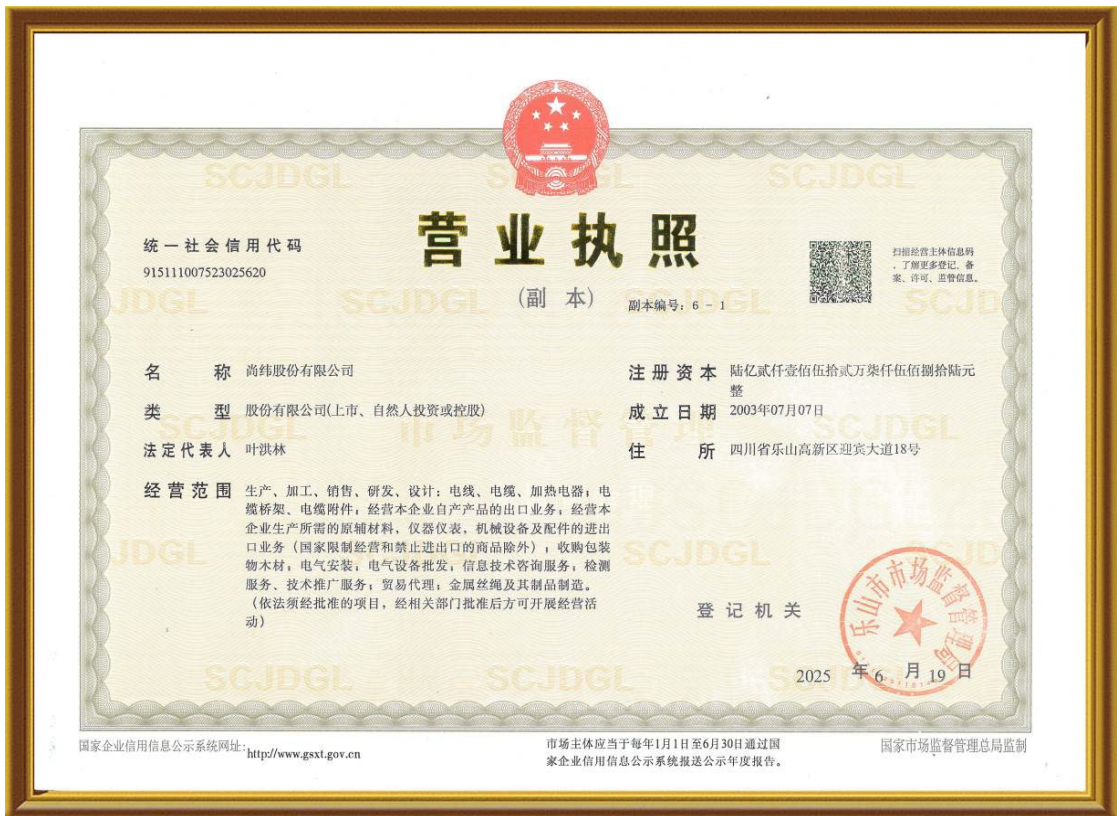 营业执照
(副 本)
统一社会信用代码
915111007523025620
副本编号：6 - 1
扫描经营主体信息码
，了解更多登记、备
案、许可、监管信息。
名 称 尚纬股份有限公司
类 型 股份有限公司(上市、自然人投资或控股)
法定代表人 叶洪林
经营范围 生产、加工、销售、研发、设计：电线、电缆、加热电器；电
缆桥架、电缆附件；经营本企业自产产品的出口业务；经营本
企业生产所需的原辅材料，仪器仪表，机械设备及配件的进出
口业务（国家限制经营和禁止进出口的商品除外）；收购包装
物木材；电气安装；电气设备批发；信息技术咨询服务；检测
服务、技术推广服务；贸易代理；金属丝绳及其制品制造。
（依法须经批准的项目，经相关部门批准后方可开展经营活
动）
注册资本 陆亿贰仟壹佰伍拾贰万柒仟伍佰捌拾陆元
整
成立日期 2003年07月07日
住 所 四川省乐山高新区迎宾大道18号
登记机关
乐山市市场监督管理局
2025 年 6 月 19 日
国家企业信用信息公示系统网址：http://www.gsxt.gov.cn
市场主体应当于每年1月1日至6月30日通过国
家企业信用信息公示系统报送公示年度报告。
国家市场监督管理总局监制
SCJDGL
市场监督管理